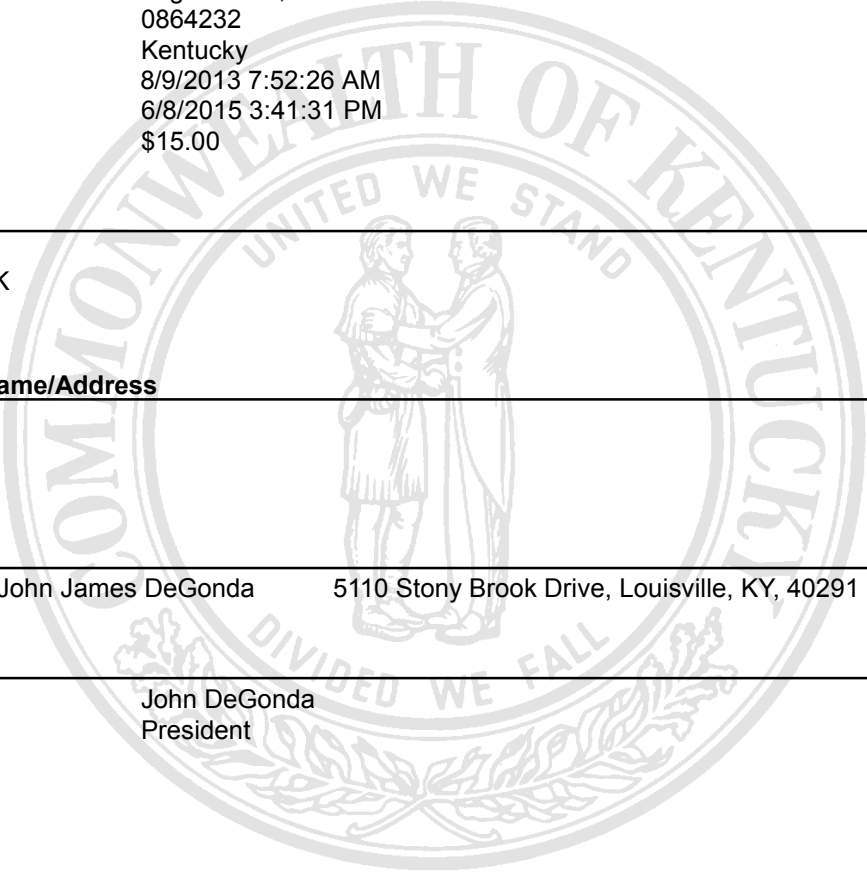 0864232
Kentucky
8/9/2013 7:52:26 AM
6/8/2015 3:41:31 PM
$15.00
COMMONWEALTH OF KENTUCKY
UNITED WE STAND
K
ame/Address
John James DeGonda 5110 Stony Brook Drive, Louisville, KY, 40291
DIVIDED WE FALL
John DeGonda
President